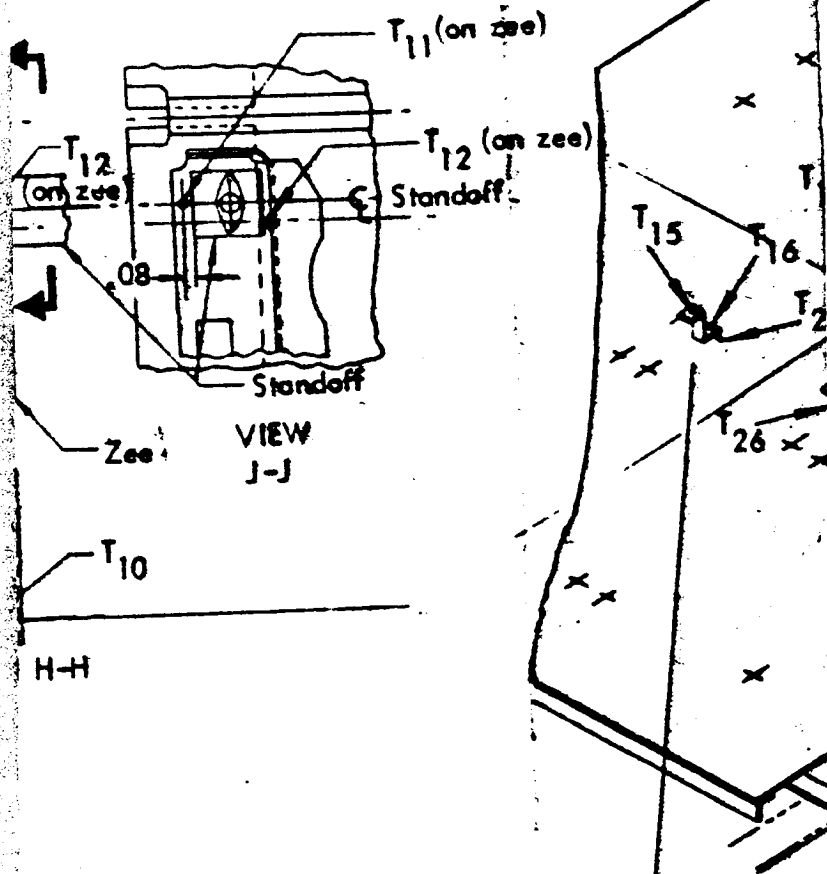 T11 (on zee)
T12
(on zee)
T12 (on zee)
℄ Standoff
.08
Standoff
Zee
VIEW
J-J
T10
H-H
T15
T16
T26